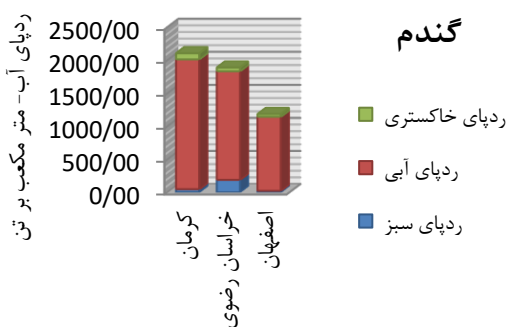 گندم
ردپای آب- متر مکعب بر تن
2500/00
2000/00
1500/00
1000/00
500/00
0/00
کرمان
خراسان رضوی
اصفهان
ردپای خاکستری
ردپای آبی
ردپای سبز